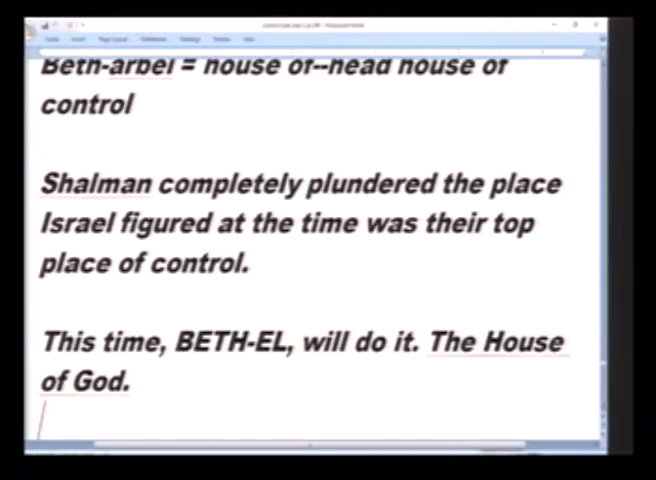 Beth-arbel = house of--head house of
control
Shalman completely plundered the place
Israel figured at the time was their top
place of control.
This time, BETH-EL, will do it. The House
of God.